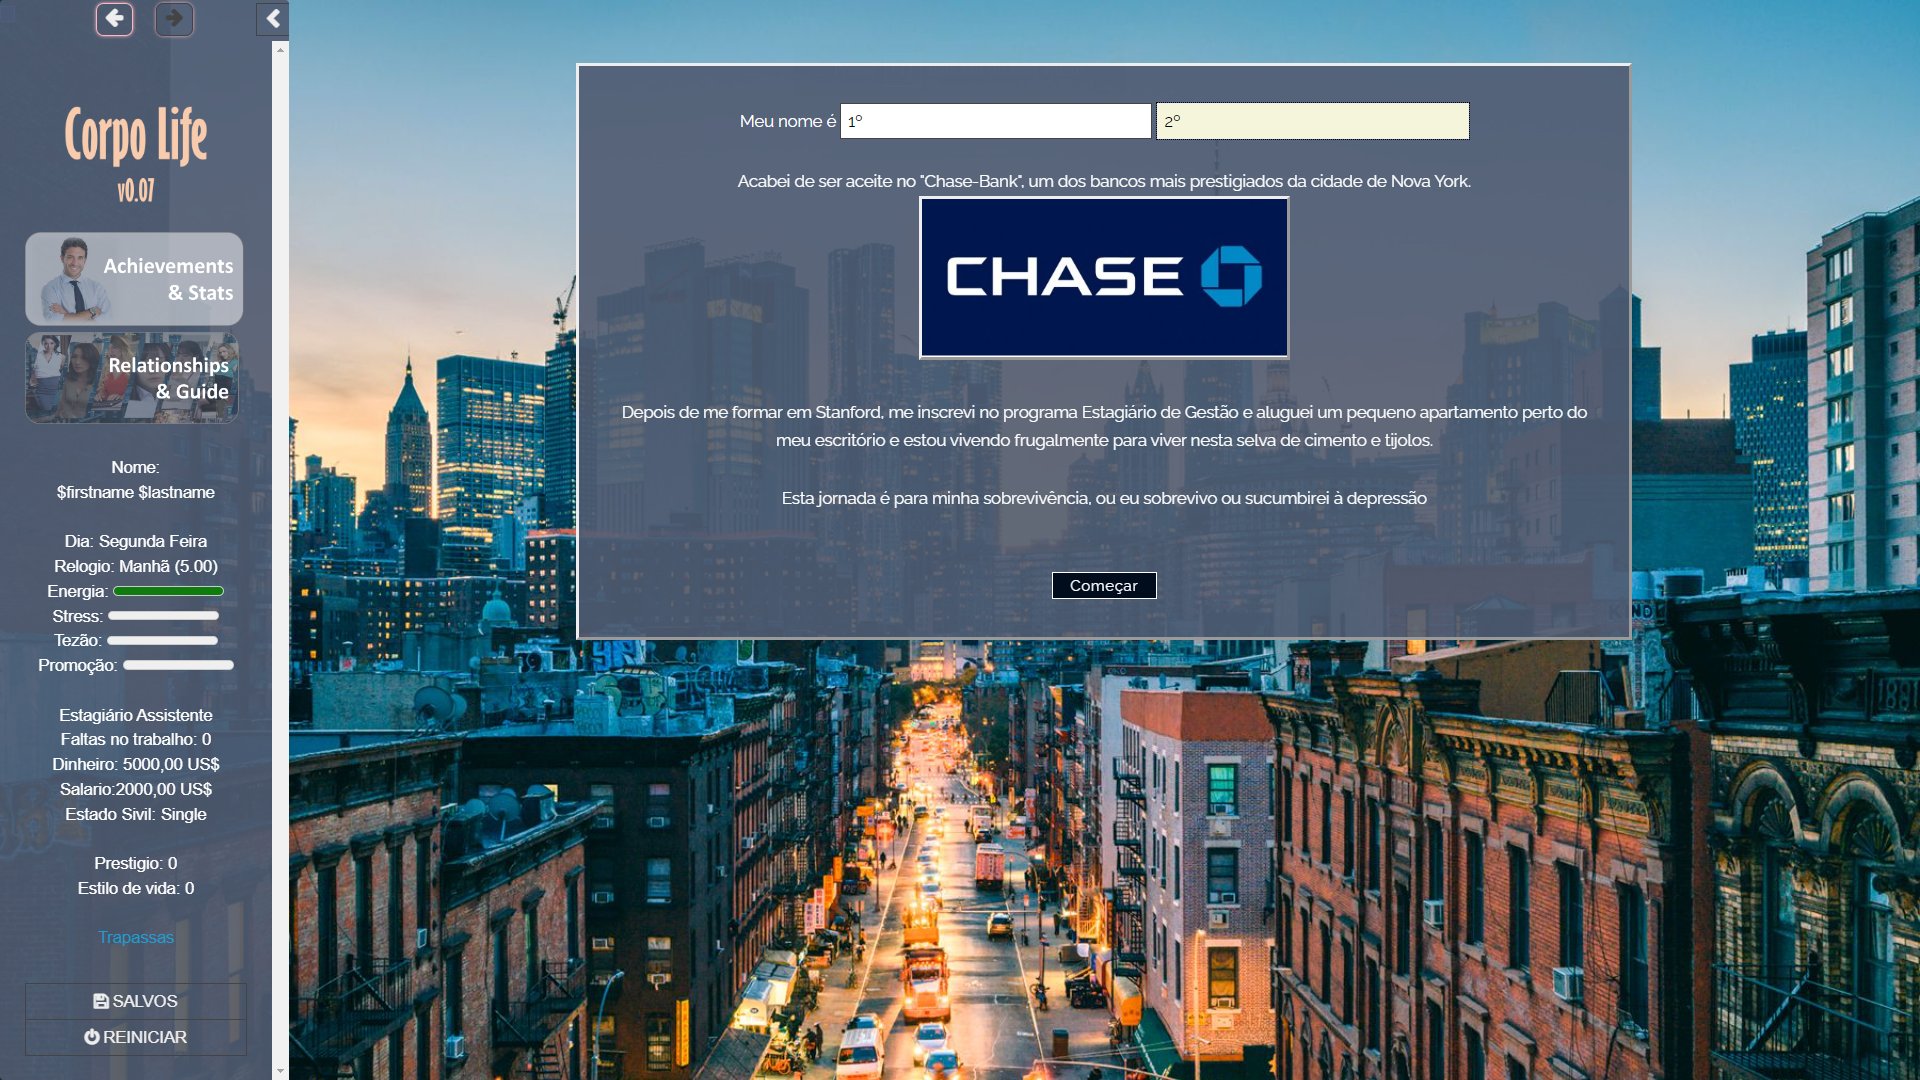 Corpo Life
v0.07
Achievements
& Stats
Relationships
& Guide
Nome:
$firstname $lastname
Dia: Segunda Feira
Relogio: Manhã (5.00)
Energia:
Stress:
Tezão:
Promoção:
Estagiário Assistente
Faltas no trabalho: 0
Dinheiro: 5000,00 US$
Salario:2000,00 US$
Estado Sivil: Single
Prestigio: 0
Estilo de vida: 0
Trapassas
SALVOS
REINICIAR
Meu nome é 1º 2º
Acabei de ser aceite no "Chase-Bank", um dos bancos mais prestigiados da cidade de Nova York.
CHASE
Depois de me formar em Stanford, me inscrevi no programa Estagiário de Gestão e aluguei um pequeno apartamento perto do
meu escritório e estou vivendo frugalmente para viver nesta selva de cimento e tijolos.
Esta jornada é para minha sobrevivência, ou eu sobrevivo ou sucumbirei à depressão
Começar